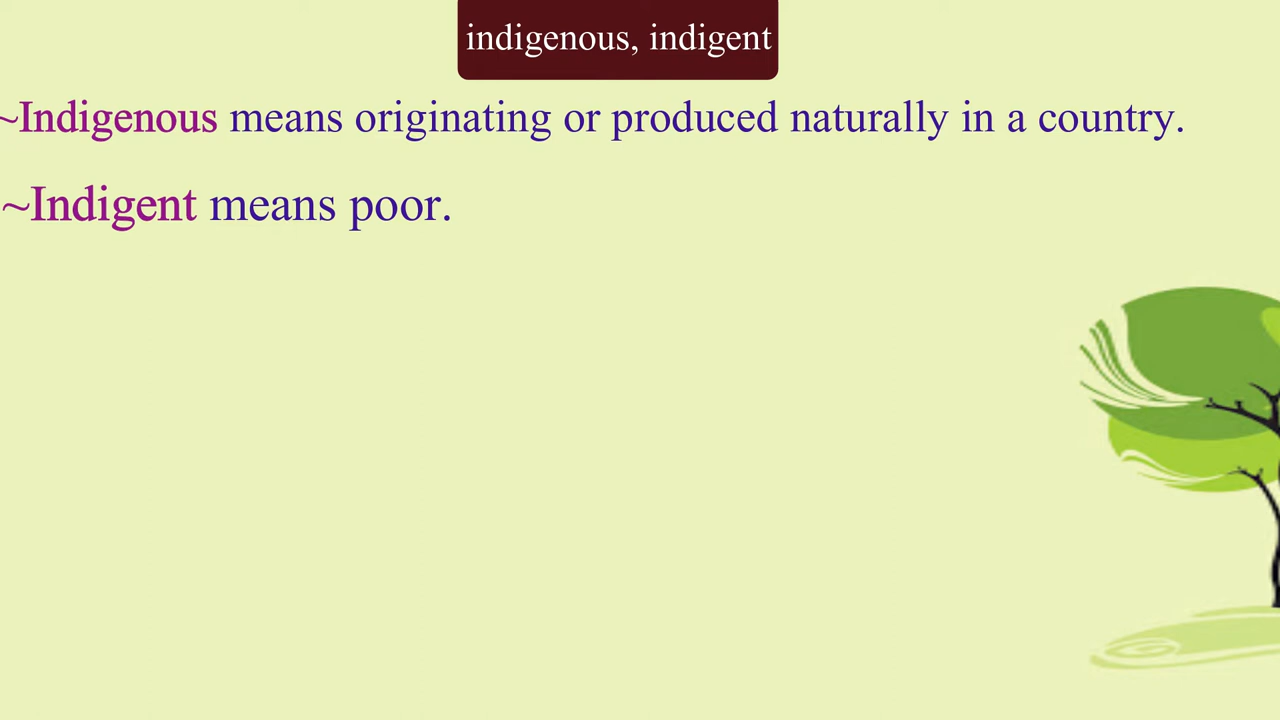 indigenous, indigent
~Indigenous means originating or produced naturally in a country.
~Indigent means poor.